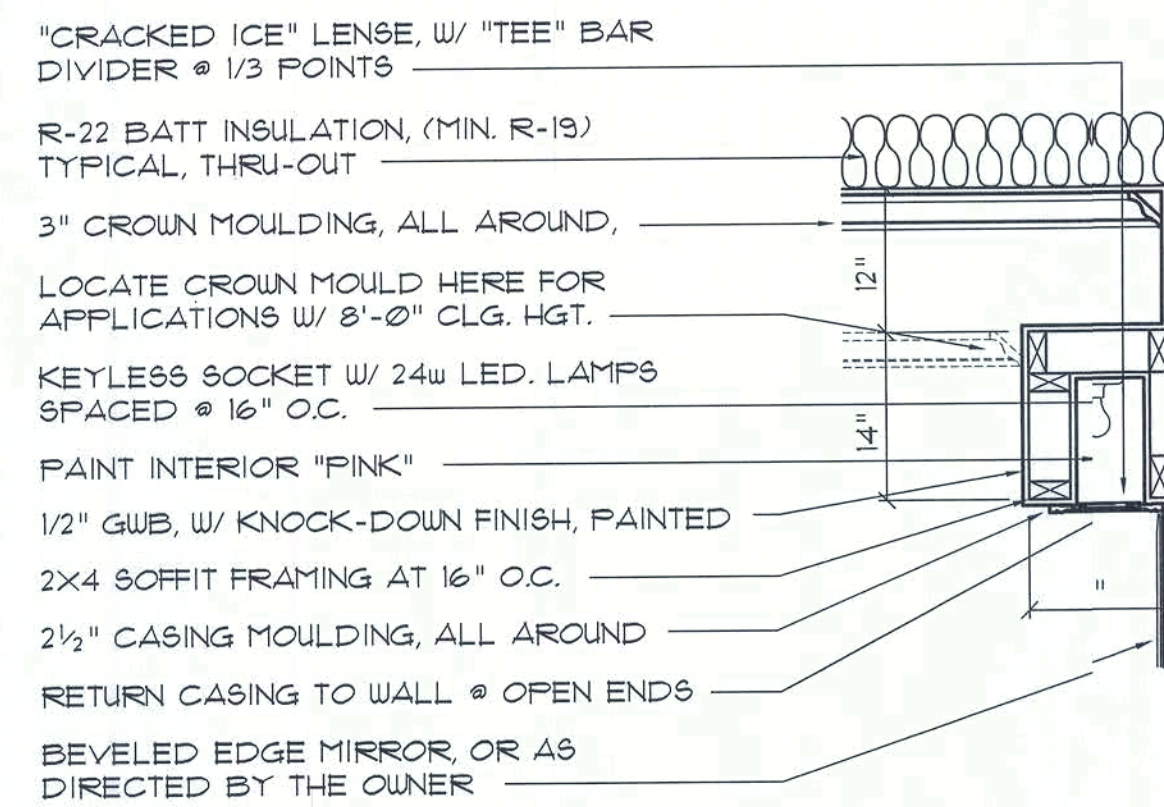 "CRACKED ICE" LENSE, W/ "TEE" BAR
DIVIDER @ 1/3 POINTS
R-22 BATT INSULATION, (MIN. R-19)
TYPICAL, THRU-OUT
3" CROWN MOULDING, ALL AROUND,
LOCATE CROWN MOULD HERE FOR
APPLICATIONS W/ 8'-0" CLG. HGT.
KEYLESS SOCKET W/ 24w LED. LAMPS
SPACED @ 16" O.C.
PAINT INTERIOR "PINK"
1/2" GWB, W/ KNOCK-DOWN FINISH, PAINTED
2X4 SOFFIT FRAMING AT 16" O.C.
2½" CASING MOULDING, ALL AROUND
RETURN CASING TO WALL @ OPEN ENDS
BEVELED EDGE MIRROR, OR AS
DIRECTED BY THE OWNER
12"
14"
"